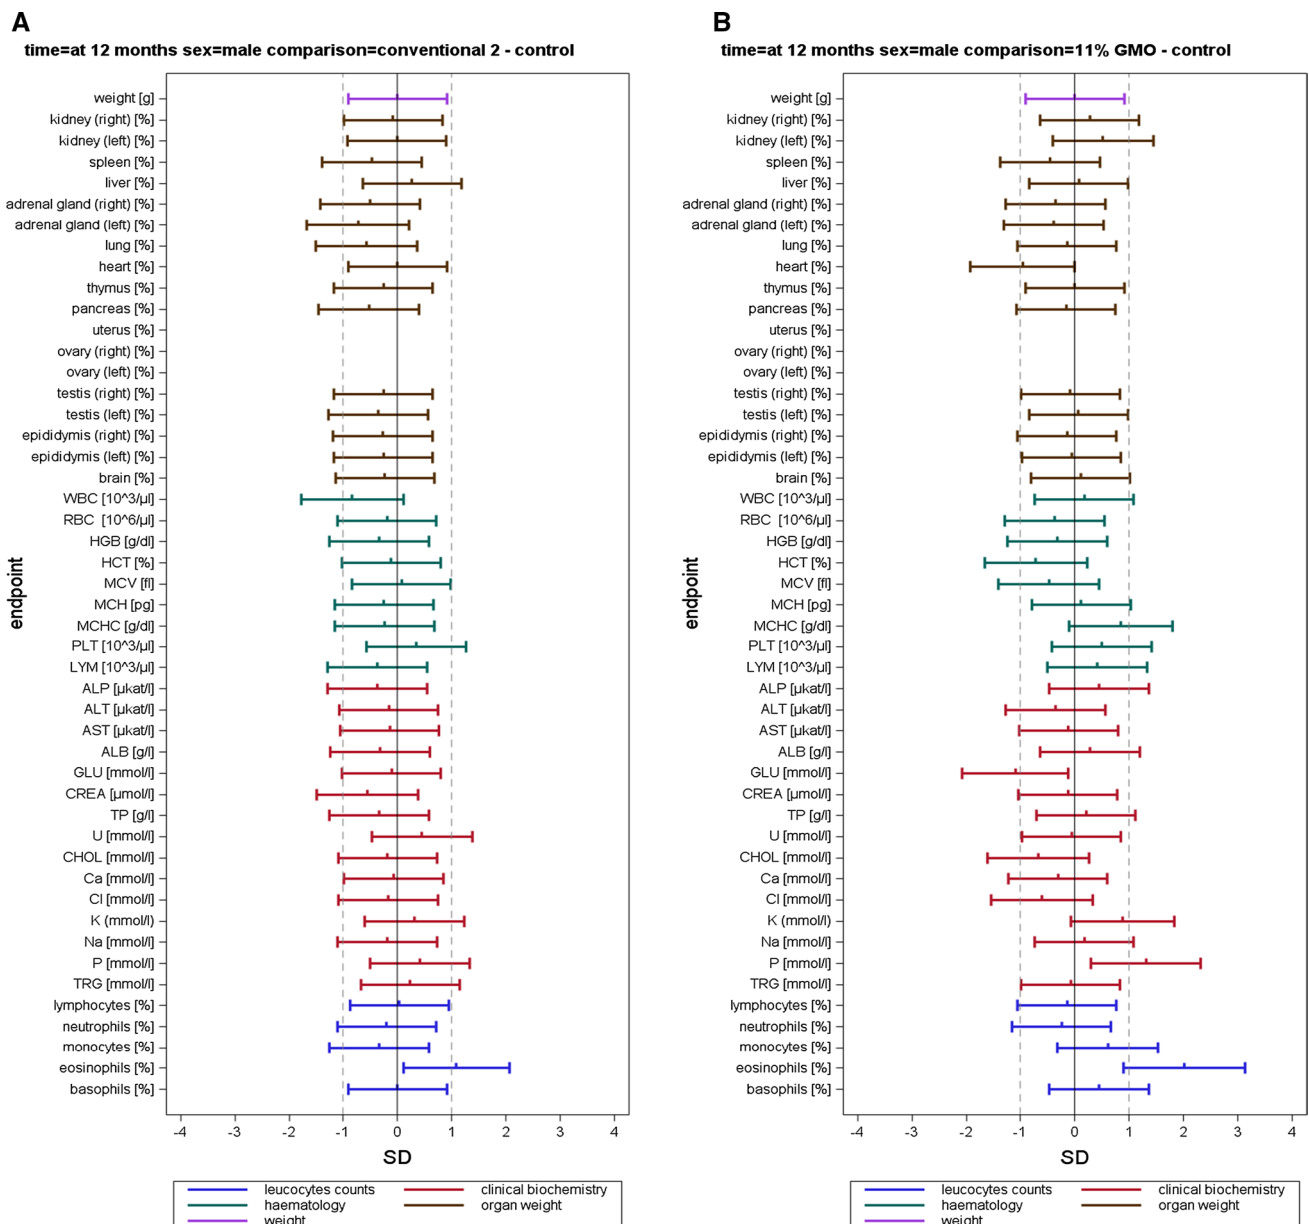 A
time=at 12 months sex=male comparison=conventional 2 - control
weight [g]
kidney (right) [%]
kidney (left) [%]
spleen [%]
liver [%]
adrenal gland (right) [%]
adrenal gland (left) [%]
lung [%]
heart [%]
thymus [%]
pancreas [%]
uterus [%]
ovary (right) [%]
ovary (left) [%]
testis (right) [%]
testis (left) [%]
epididymis (right) [%]
epididymis (left) [%]
brain [%]
WBC [10^3/µl]
RBC [10^6/µl]
HGB [g/dl]
HCT [%]
MCV [fl]
MCH [pg]
MCHC [g/dl]
PLT [10^3/µl]
LYM [10^3/µl]
ALP [µkat/l]
ALT [µkat/l]
AST [µkat/l]
ALB [g/l]
GLU [mmol/l]
CREA [µmol/l]
TP [g/l]
U [mmol/l]
CHOL [mmol/l]
Ca [mmol/l]
Cl [mmol/l]
K (mmol/l)
Na [mmol/l]
P [mmol/l]
TRG [mmol/l]
lymphocytes [%]
neutrophils [%]
monocytes [%]
eosinophils [%]
basophils [%]
endpoint
-4 -3 -2 -1 0 1 2 3 4
SD
leucocytes counts clinical biochemistry
haematology organ weight
weight
B
time=at 12 months sex=male comparison=11% GMO - control
weight [g]
kidney (right) [%]
kidney (left) [%]
spleen [%]
liver [%]
adrenal gland (right) [%]
adrenal gland (left) [%]
lung [%]
heart [%]
thymus [%]
pancreas [%]
uterus [%]
ovary (right) [%]
ovary (left) [%]
testis (right) [%]
testis (left) [%]
epididymis (right) [%]
epididymis (left) [%]
brain [%]
WBC [10^3/µl]
RBC [10^6/µl]
HGB [g/dl]
HCT [%]
MCV [fl]
MCH [pg]
MCHC [g/dl]
PLT [10^3/µl]
LYM [10^3/µl]
ALP [µkat/l]
ALT [µkat/l]
AST [µkat/l]
ALB [g/l]
GLU [mmol/l]
CREA [µmol/l]
TP [g/l]
U [mmol/l]
CHOL [mmol/l]
Ca [mmol/l]
Cl [mmol/l]
K (mmol/l)
Na [mmol/l]
P [mmol/l]
TRG [mmol/l]
lymphocytes [%]
neutrophils [%]
monocytes [%]
eosinophils [%]
basophils [%]
endpoint
-4 -3 -2 -1 0 1 2 3 4
SD
leucocytes counts clinical biochemistry
haematology organ weight
weight